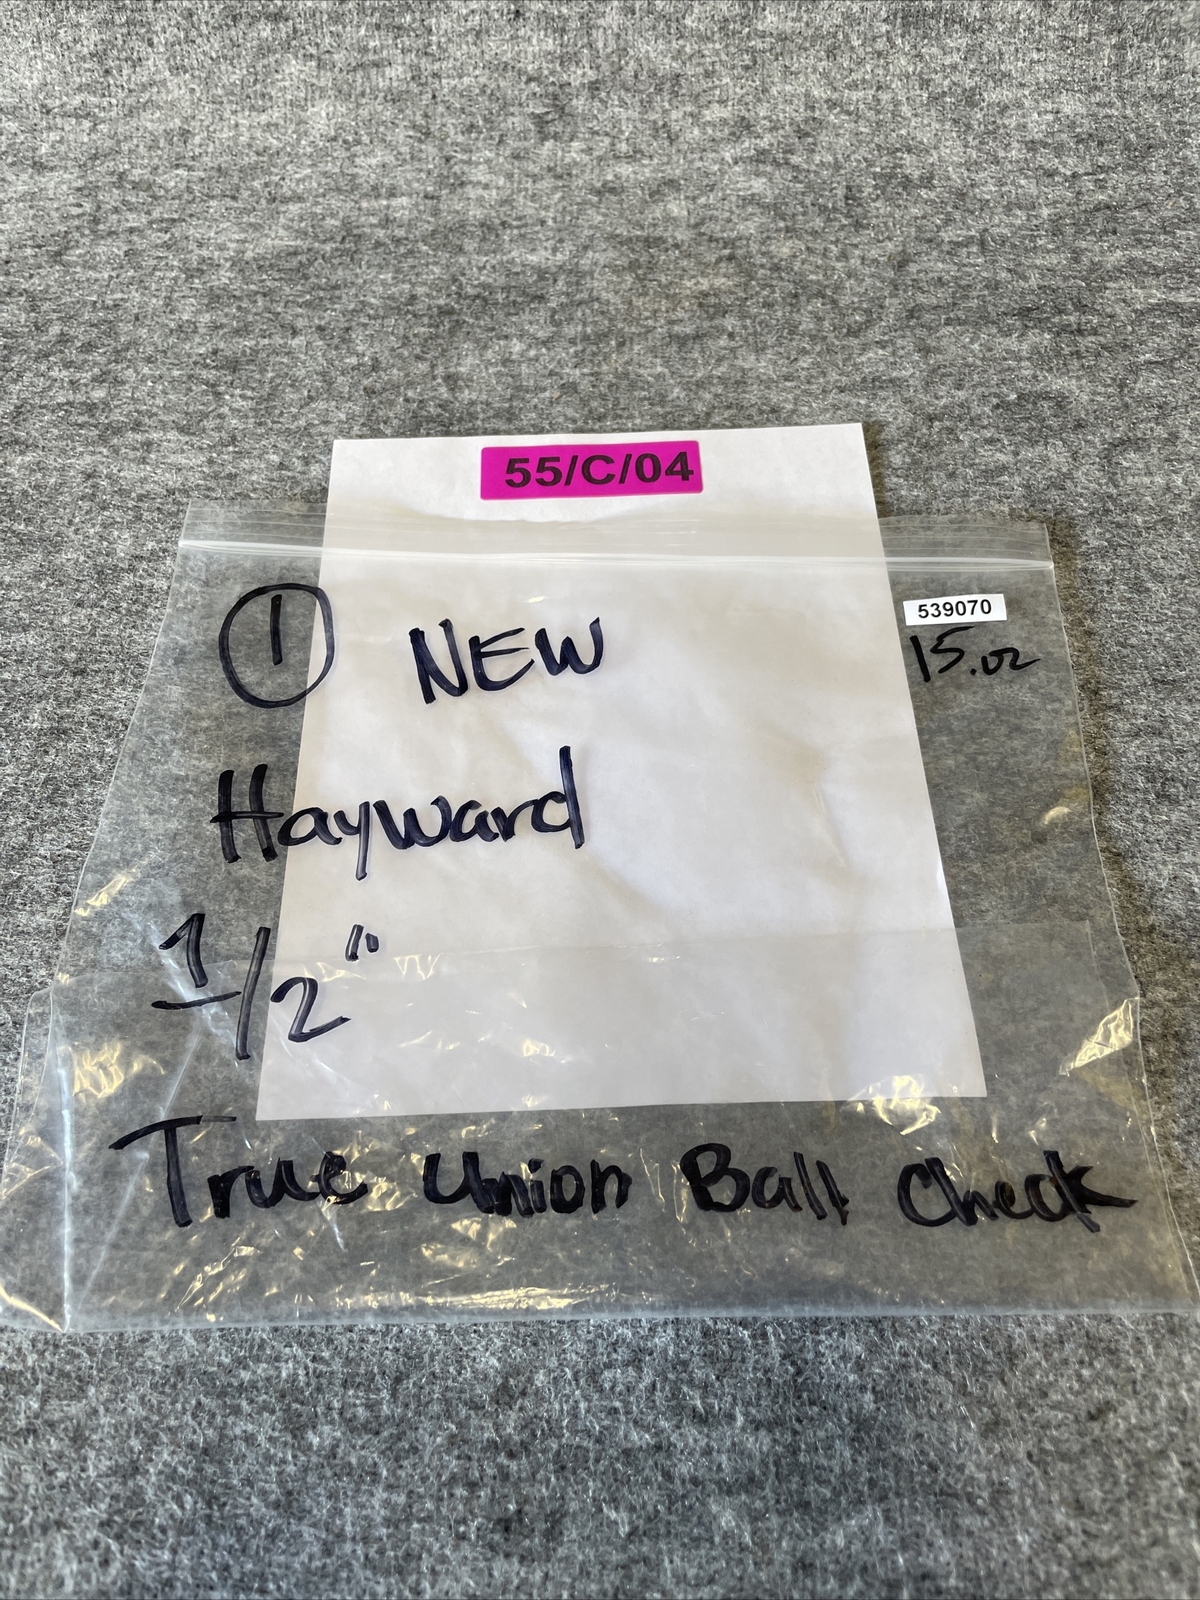 55/C/04
539070
① NEW
15.oz
Hayward
1/2"
True Union Ball Check